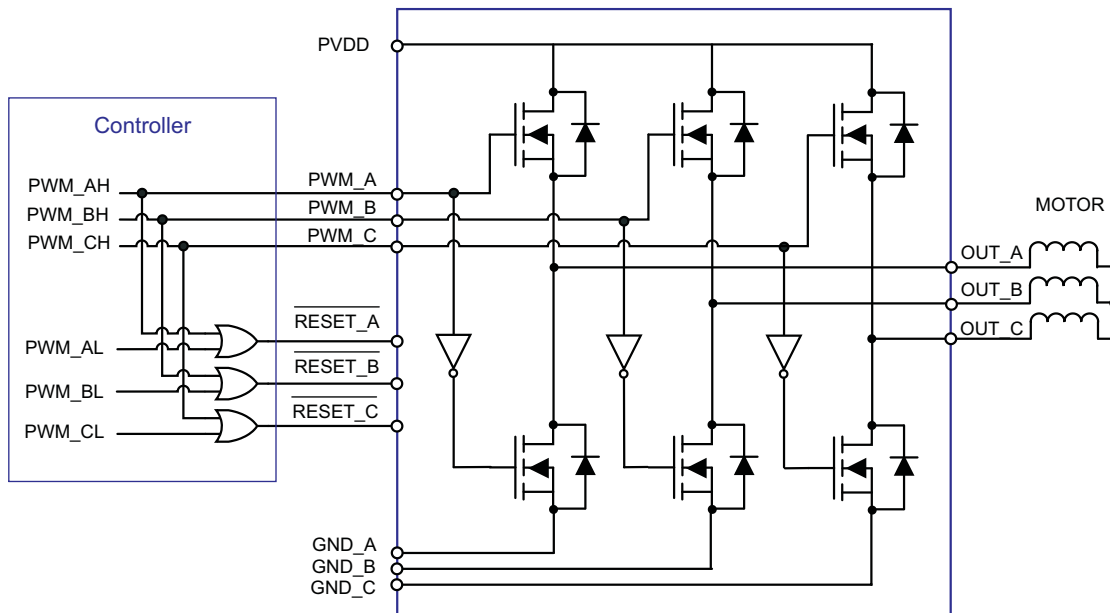 PVDD
Controller
PWM_AH
PWM_A
PWM_BH
PWM_B
MOTOR
PWM_CH
PWM_C
OUT_A
OUT_B
RESET_A
OUT_C
PWM_AL
RESET_B
PWM_BL
RESET_C
PWM_CL
GND_A
GND_B
GND_C